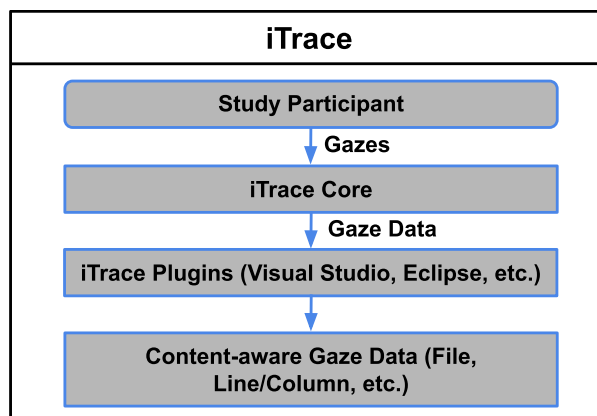 iTrace
Study Participant
Gazes
iTrace Core
Gaze Data
iTrace Plugins (Visual Studio, Eclipse, etc.)
Content-aware Gaze Data (File,
Line/Column, etc.)